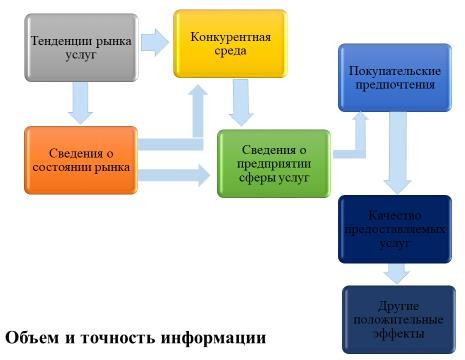 Тенденции рынка
услуг
Конкурентная
среда
Покупательские
предпочтения
Сведения о
состоянии рынка
Сведения о
предприятии
сферы услуг
Качество
предоставляемых
услуг
Другие
положительные
эффекты
Объем и точность информации